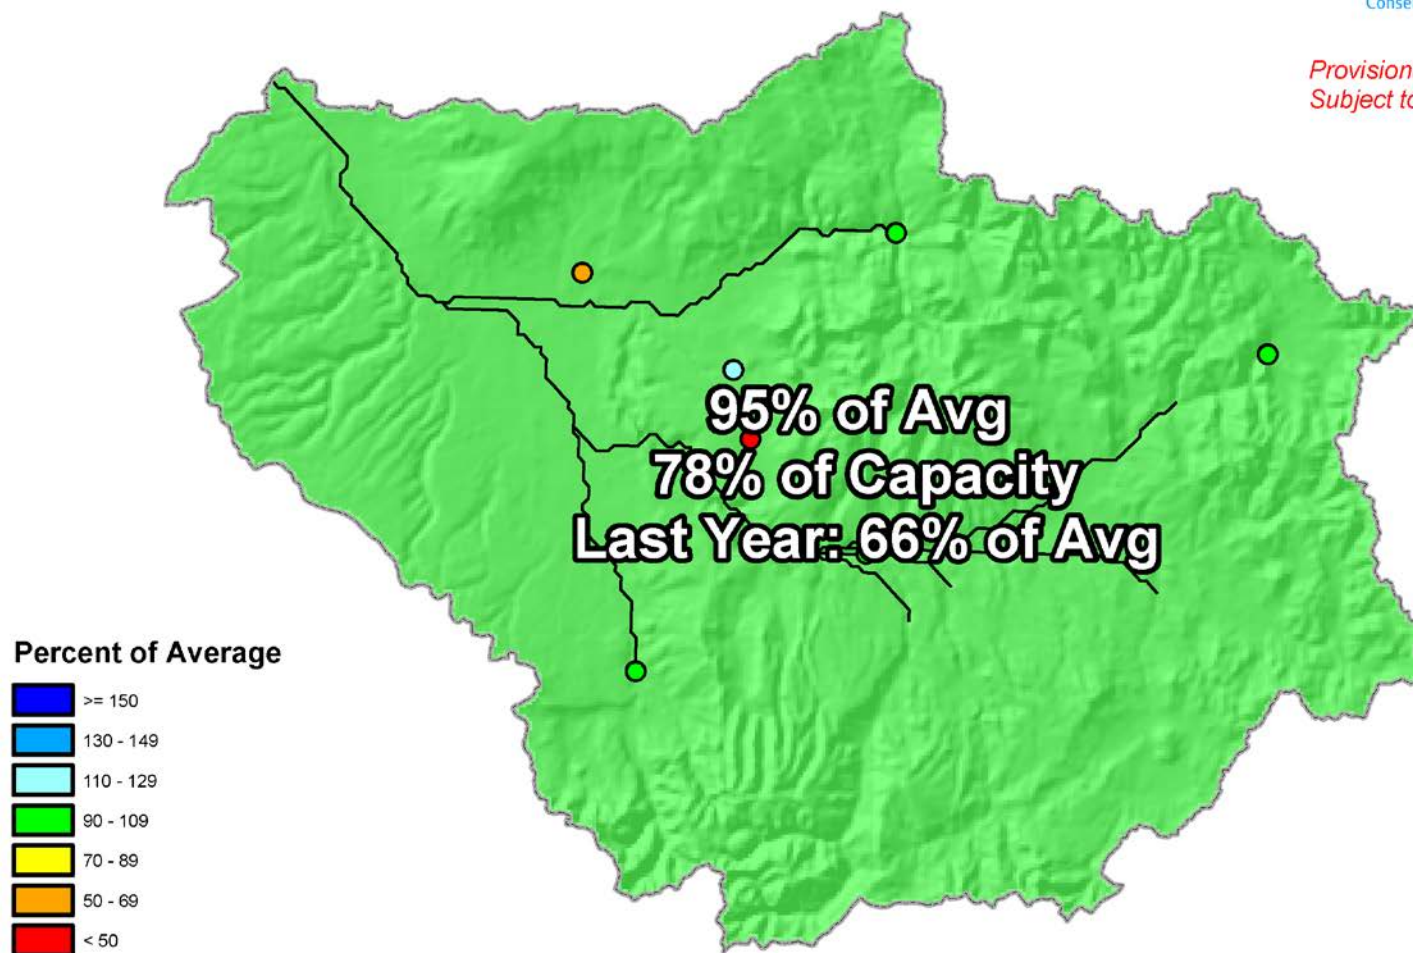 Provision
Subject to
95% of Avg
78% of Capacity
Last Year: 66% of Avg
Percent of Average
>= 150
130 - 149
110 - 129
90 - 109
70 - 89
50 - 69
< 50